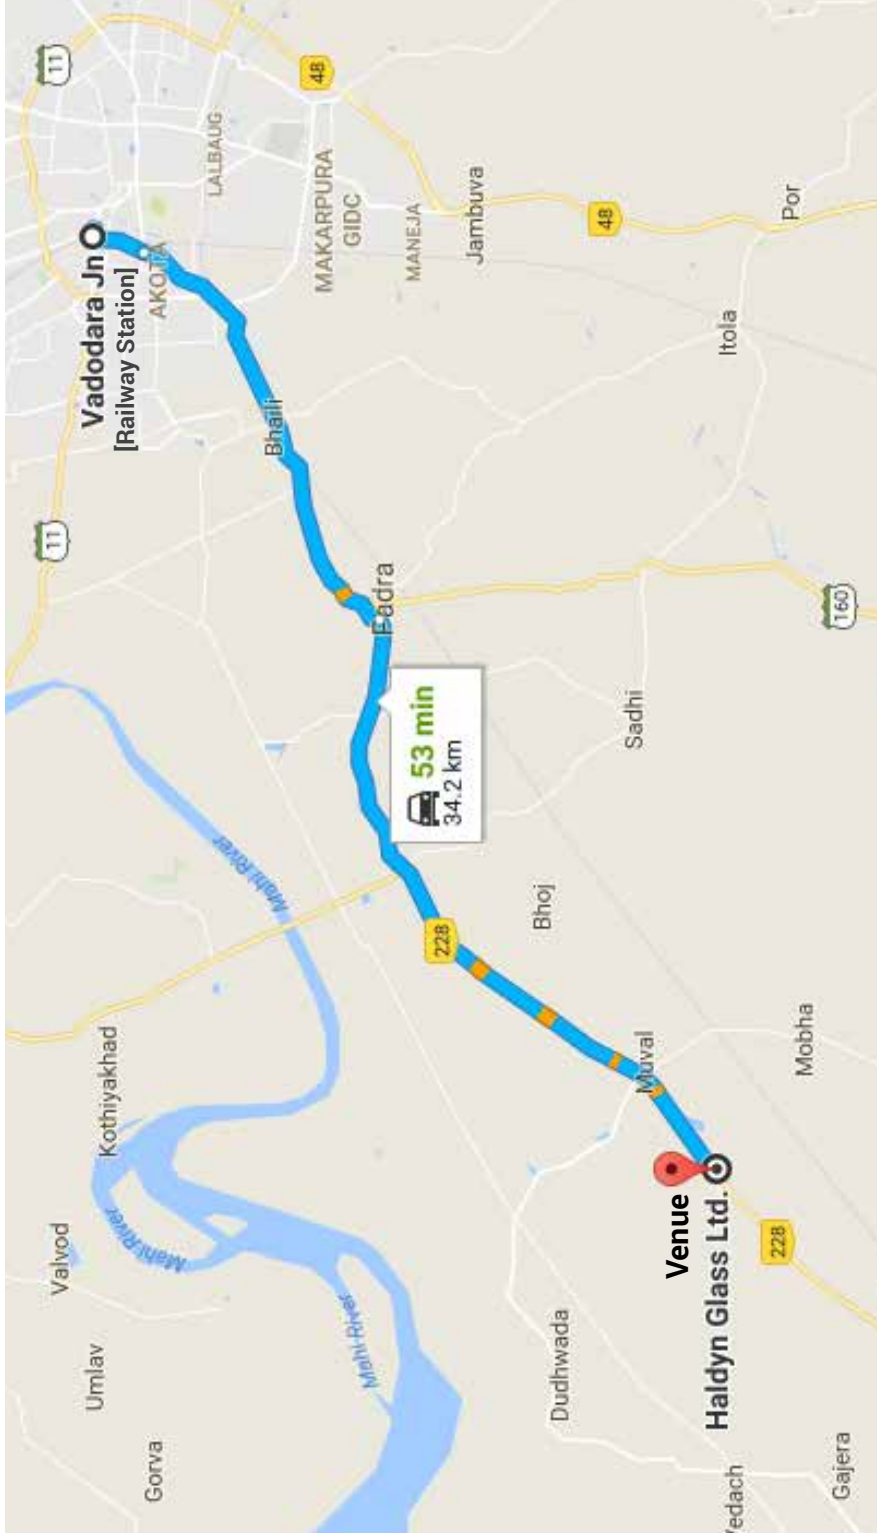 11
11
Valvod
Vadodara Jn
[Railway Station]
Umlav
Kothiyakhad
Mahi River
Gorva
AKOTA
LALBAUG
Mahi River
Bhaili
48
MAKARPURA
GIDC
Mahi River
Padra
MANEJA
53 min
34.2 km
228
Jambuva
Bhoj
Dudhwada
48
Sadhi
Muval
Venue
Haldyn Glass Ltd.
Itola
228
Por
Mobha
Gajera
160